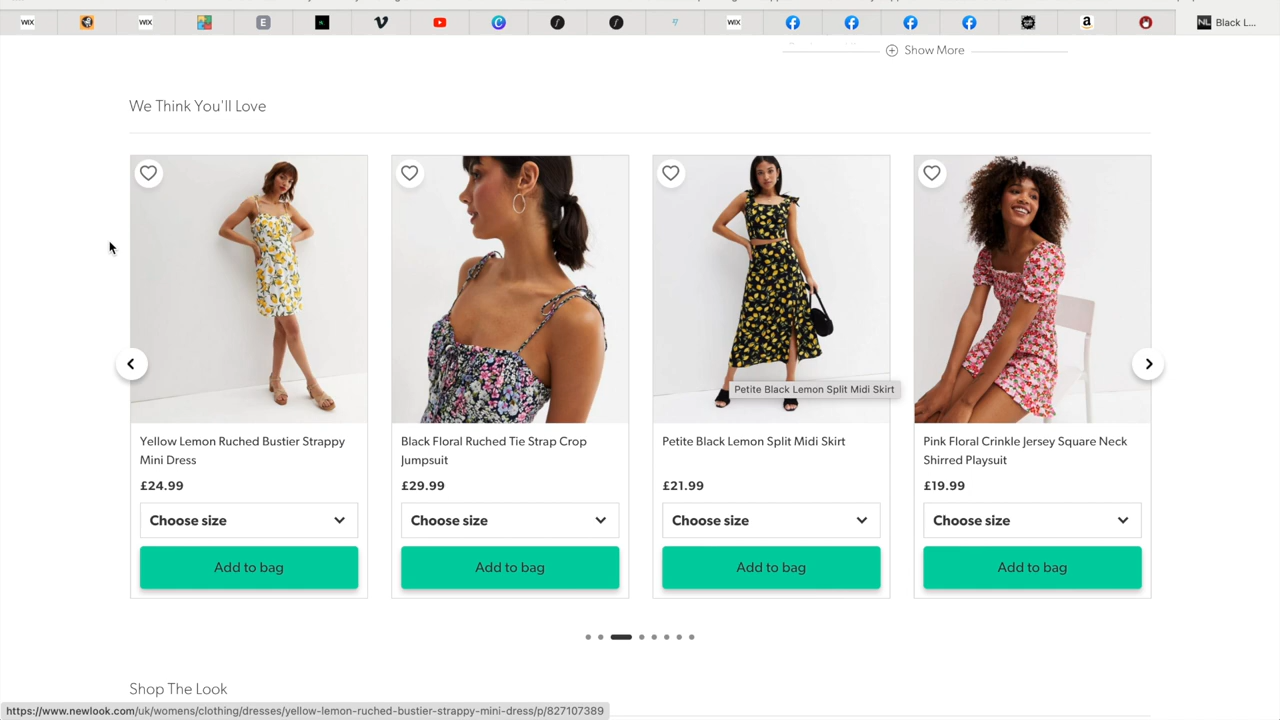 WIX
WIX
E
WIX
a
NL Black L...
Show More
We Think You'll Love
Petite Black Lemon Split Midi Skirt
Yellow Lemon Ruched Bustier Strappy
Mini Dress
£24.99
Choose size
Add to bag
Black Floral Ruched Tie Strap Crop
Jumpsuit
£29.99
Choose size
Add to bag
Petite Black Lemon Split Midi Skirt
£21.99
Choose size
Add to bag
Pink Floral Crinkle Jersey Square Neck
Shirred Playsuit
£19.99
Choose size
Add to bag
Shop The Look
https://www.newlook.com/uk/womens/clothing/dresses/yellow-lemon-ruched-bustier-strappy-mini-dress/p/827107389